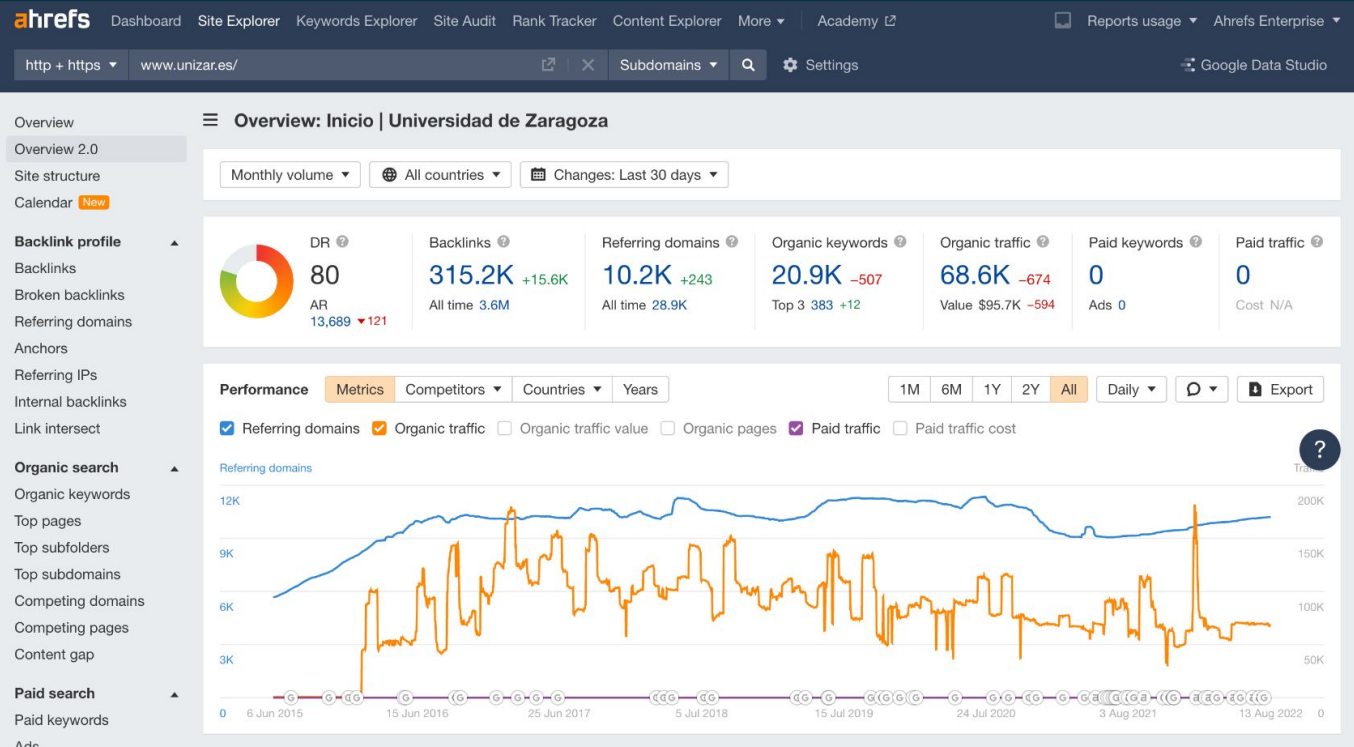 ahrefs Dashboard Site Explorer Keywords Explorer Site Audit Rank Tracker Content Explorer More Academy Reports usage Ahrefs Enterprise
http + https www.unizar.es/ Subdomains Settings Google Data Studio
Overview
Overview 2.0
Site structure
Calendar New
Backlink profile
Backlinks
Broken backlinks
Referring domains
Anchors
Referring IPs
Internal backlinks
Link intersect
Organic search
Organic keywords
Top pages
Top subfolders
Top subdomains
Competing domains
Competing pages
Content gap
Paid search
Paid keywords
Ads
Overview: Inicio | Universidad de Zaragoza
Monthly volume All countries Changes: Last 30 days
DR Backlinks Referring domains Organic keywords Organic traffic Paid keywords Paid traffic
80 315.2K +15.6K 10.2K +243 20.9K −507 68.6K −674 0 0
AR All time 3.6M All time 28.9K Top 3 383 +12 Value $95.7K −594 Ads 0 Cost N/A
13,689 121
Performance Metrics Competitors Countries Years 1M 6M 1Y 2Y All Daily Export
Referring domains Organic traffic Organic traffic value Organic pages Paid traffic Paid traffic cost
?
Referring domains
12K 200K
9K 150K
6K 100K
3K 50K
0 6 Jun 2015 15 Jun 2016 25 Jun 2017 5 Jul 2018 15 Jul 2019 24 Jul 2020 3 Aug 2021 13 Aug 2022 0